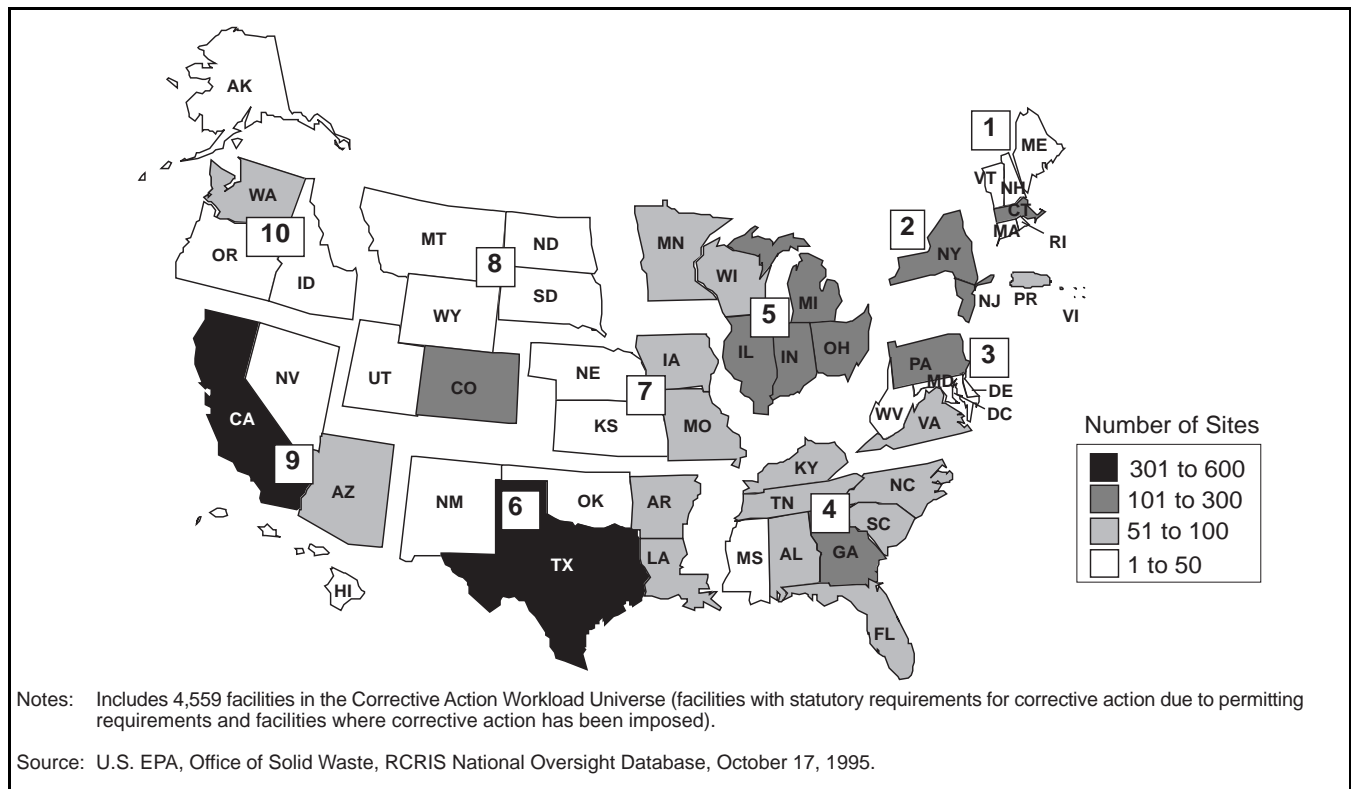 AK
1
ME
VT
NH
CT
MA
RI
WA
10
OR
ID
MT
ND
8
SD
WY
MN
WI
MI
5
IL
IN
OH
2
NY
NJ
PR
VI
NV
UT
CO
CA
NE
IA
7
KS
MO
PA
3
MD
DE
DC
WV
VA
9
AZ
NM
6
OK
AR
TX
LA
KY
TN
NC
4
SC
MS
AL
GA
FL
HI
Number of Sites
301 to 600
101 to 300
51 to 100
1 to 50
Notes: Includes 4,559 facilities in the Corrective Action Workload Universe (facilities with statutory requirements for corrective action due to permitting
requirements and facilities where corrective action has been imposed).
Source: U.S. EPA, Office of Solid Waste, RCRIS National Oversight Database, October 17, 1995.